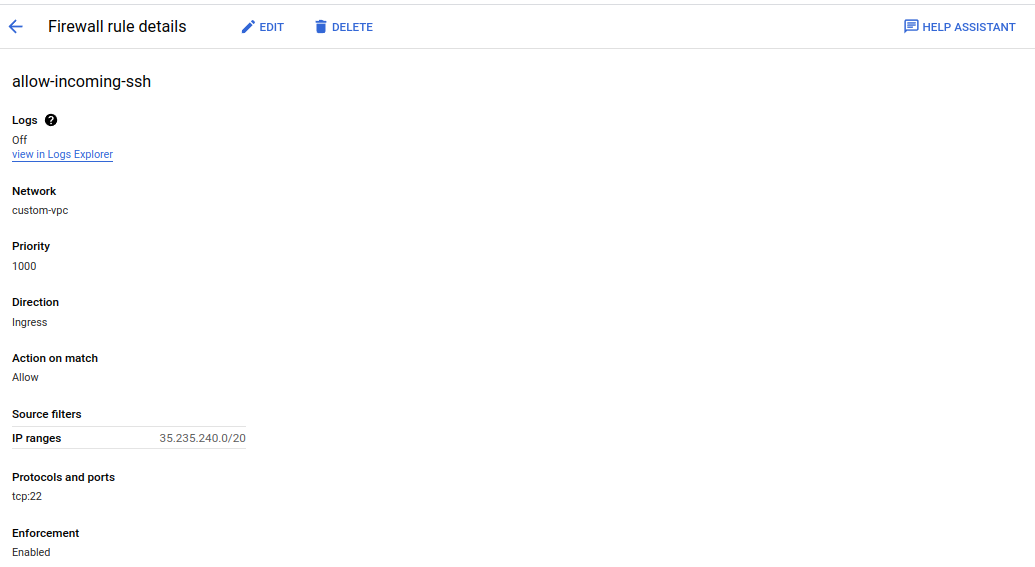 Firewall rule details EDIT DELETE HELP ASSISTANT
allow-incoming-ssh
Logs ?
Off
view in Logs Explorer
Network
custom-vpc
Priority
1000
Direction
Ingress
Action on match
Allow
Source filters
IP ranges 35.235.240.0/20
Protocols and ports
tcp:22
Enforcement
Enabled